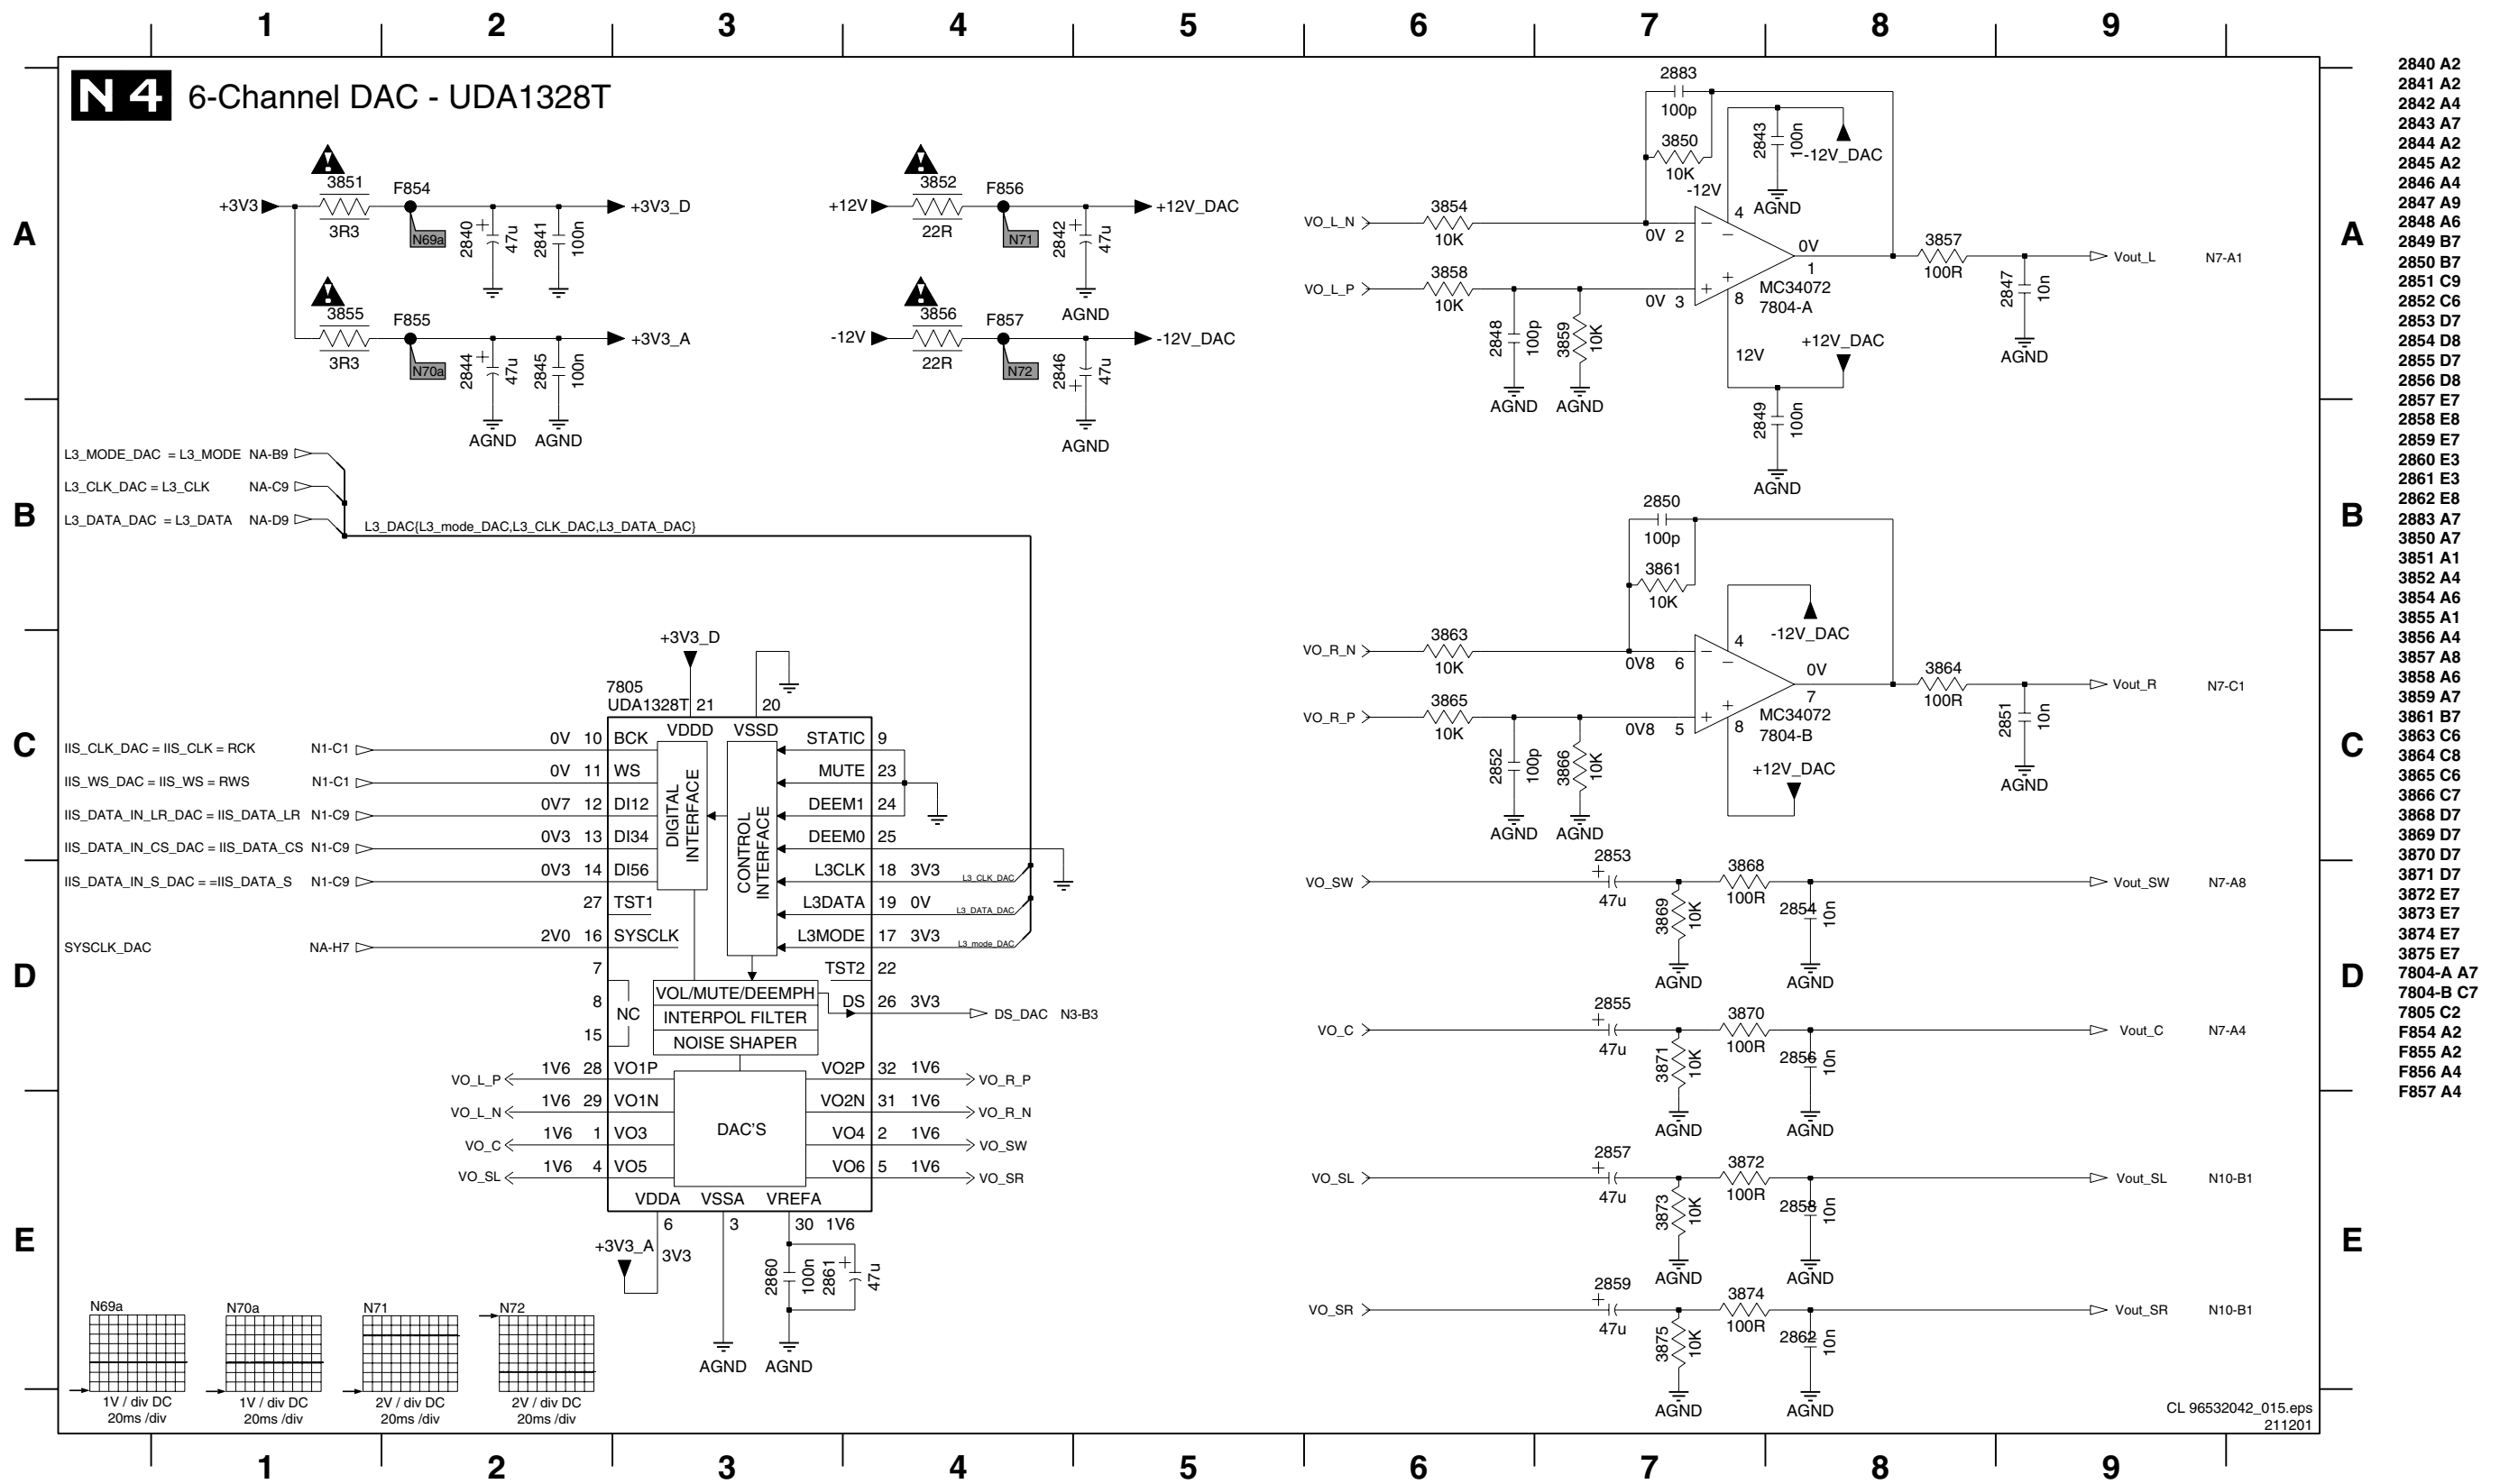 1 2 3 4 5 6 7 8 9
N 4 6-Channel DAC - UDA1328T
A
+3V3
3851
3R3
F854
N69a
2840
47u
2841
100n
+3V3_D
3855
3R3
F855
N70a
2844
47u
2845
100n
+3V3_A
AGND AGND
+12V
3852
22R
F856
N71
2842
47u
+12V_DAC
AGND
-12V
3856
22R
F857
N72
2846
47u
-12V_DAC
AGND
2883
100p
3850
10K
-12V
2843
100n
-12V_DAC
AGND
VO_L_N
3854
10K
0V 2
4
VO_L_P
3858
10K
0V 3
8
0V
1
MC34072
7804-A
2848
100p
3859
10K
AGND AGND
12V
+12V_DAC
2849
100n
AGND
3857
100R
2847
10n
AGND
Vout_L N7-A1
A
B
L3_MODE_DAC = L3_MODE NA-B9
L3_CLK_DAC = L3_CLK NA-C9
L3_DATA_DAC = L3_DATA NA-D9
L3_DAC{L3_mode_DAC,L3_CLK_DAC,L3_DATA_DAC}
2850
100p
3861
10K
-12V_DAC
B
VO_R_N
3863
10K
0V8 6
4
VO_R_P
3865
10K
0V8 5
8
0V
7
MC34072
7804-B
2852
100p
3866
10K
AGND AGND
+12V_DAC
3864
100R
2851
10n
AGND
Vout_R N7-C1
C
C
+3V3_D
7805
UDA1328T 21
20
VDDD VSSD
IIS_CLK_DAC = IIS_CLK = RCK N1-C1
0V 10 BCK
IIS_WS_DAC = IIS_WS = RWS N1-C1
0V 11 WS
IIS_DATA_IN_LR_DAC = IIS_DATA_LR N1-C9
0V7 12 DI12
IIS_DATA_IN_CS_DAC = IIS_DATA_CS N1-C9
0V3 13 DI34
IIS_DATA_IN_S_DAC = =IIS_DATA_S N1-C9
0V3 14 DI56
27 TST1
SYSCLK_DAC NA-H7
2V0 16 SYSCLK
DIGITAL
INTERFACE
CONTROL
INTERFACE
STATIC 9
MUTE 23
DEEM1 24
DEEM0 25
L3CLK 18 3V3 L3_CLK_DAC
L3DATA 19 0V L3_DATA_DAC
L3MODE 17 3V3 L3_mode_DAC
TST2 22
DS 26 3V3 DS_DAC N3-B3
7
8
15
NC
VOL/MUTE/DEEMPH
INTERPOL FILTER
NOISE SHAPER
D
VO_L_P 1V6 28 VO1P
VO_L_N 1V6 29 VO1N
VO_C 1V6 1 VO3
VO_SL 1V6 4 VO5
DAC'S
VO2P 32 1V6 VO_R_P
VO2N 31 1V6 VO_R_N
VO4 2 1V6 VO_SW
VO6 5 1V6 VO_SR
VDDA VSSA VREFA
6 3 30 1V6
+3V3_A
3V3
2860
100n
2861
47u
AGND AGND
VO_SW
2853
47u
3868
100R
3869
10K
2854
10n
AGND AGND
Vout_SW N7-A8
D
VO_C
2855
47u
3870
100R
3871
10K
2856
10n
AGND AGND
Vout_C N7-A4
VO_SL
2857
47u
3872
100R
3873
10K
2858
10n
AGND AGND
Vout_SL N10-B1
E
E
VO_SR
2859
47u
3874
100R
3875
10K
2862
10n
AGND AGND
Vout_SR N10-B1
N69a
1V / div DC
20ms /div
N70a
1V / div DC
20ms /div
N71
2V / div DC
20ms /div
N72
2V / div DC
20ms /div
CL 96532042_015.eps
211201
1 2 3 4 5 6 7 8 9
2840 A2
2841 A2
2842 A4
2843 A7
2844 A2
2845 A2
2846 A4
2847 A9
2848 A6
2849 B7
2850 B7
2851 C9
2852 C6
2853 D7
2854 D8
2855 D7
2856 D8
2857 E7
2858 E8
2859 E7
2860 E3
2861 E3
2862 E8
2883 A7
3850 A7
3851 A1
3852 A4
3854 A6
3855 A1
3856 A4
3857 A8
3858 A6
3859 A7
3861 B7
3863 C6
3864 C8
3865 C6
3866 C7
3868 D7
3869 D7
3870 D7
3871 D7
3872 E7
3873 E7
3874 E7
3875 E7
7804-A A7
7804-B C7
7805 C2
F854 A2
F855 A2
F856 A4
F857 A4